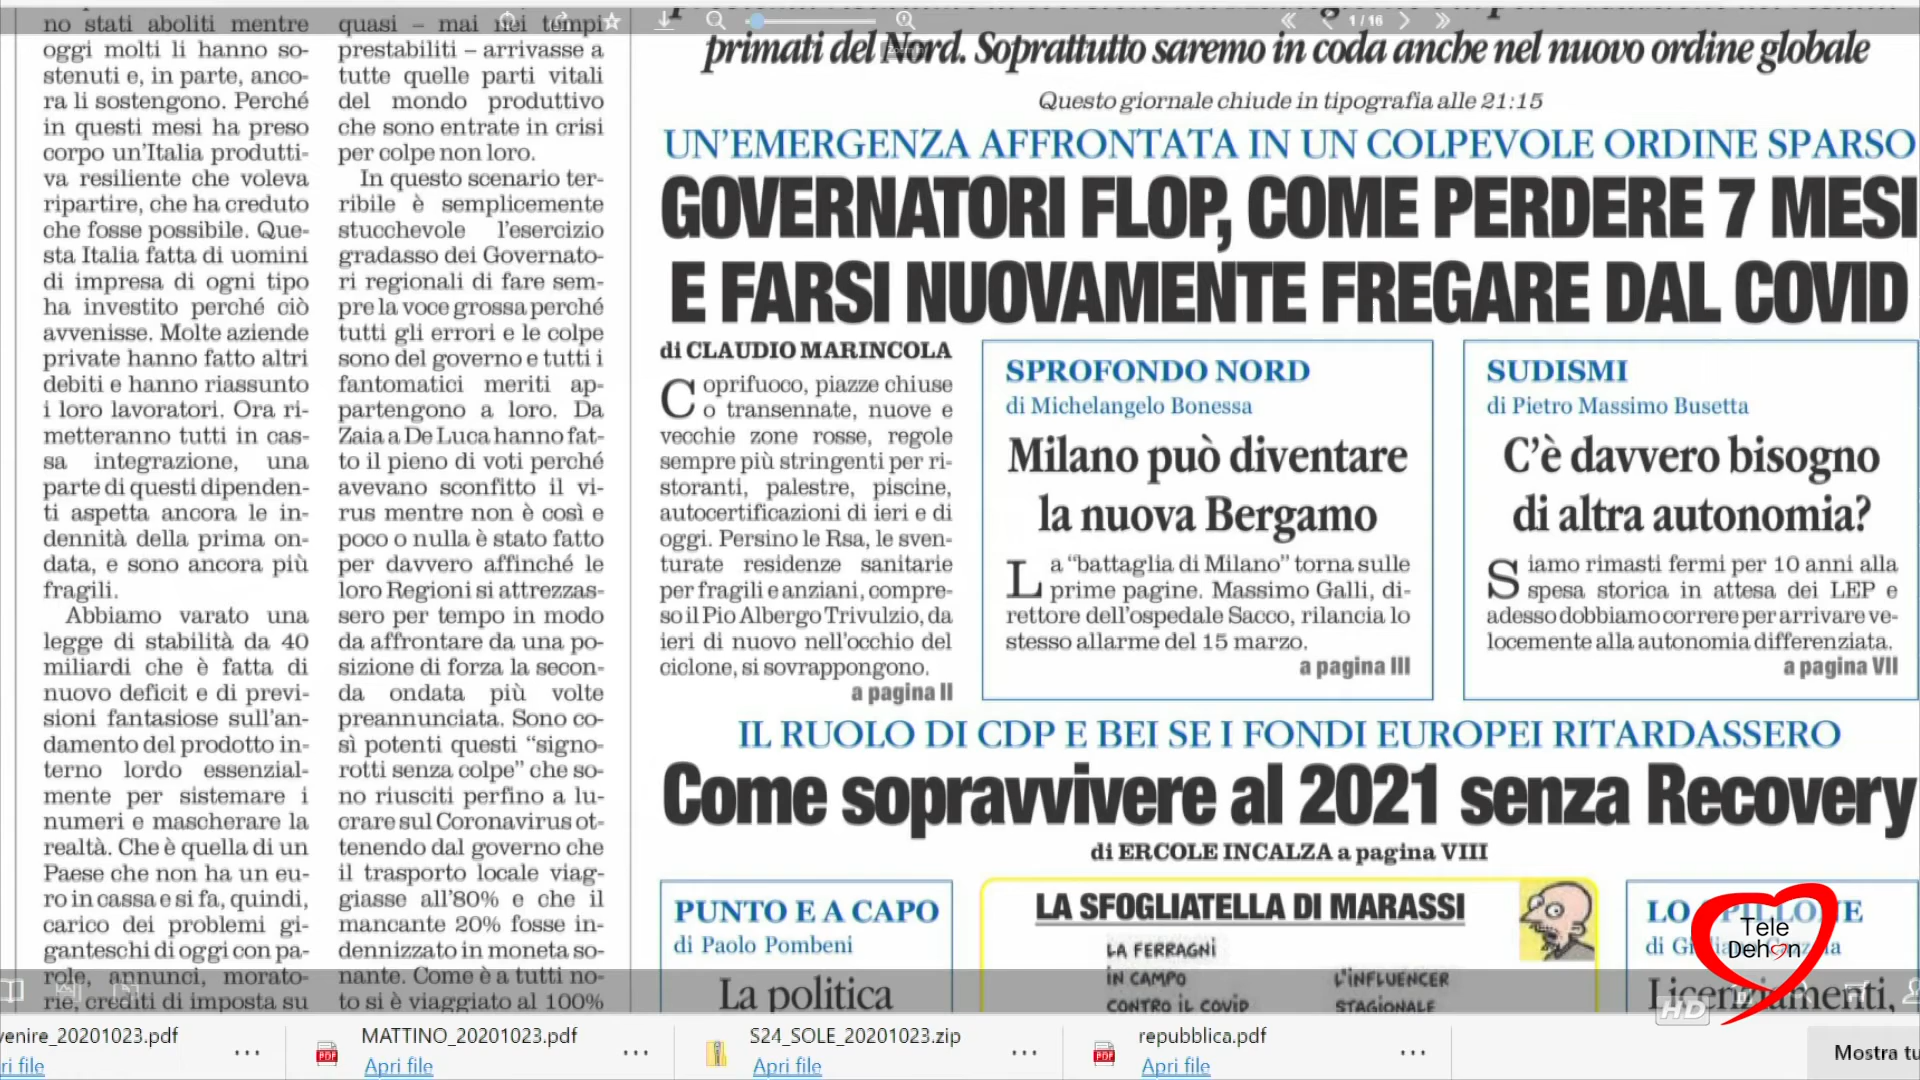 no stati aboliti mentre
oggi molti li hanno so-
stenuti e, in parte, anco-
ra li sostengono. Perché
in questi mesi ha preso
corpo un'Italia produtti-
va resiliente che voleva
ripartire, che ha creduto
che fosse possibile. Que-
sta Italia fatta di uomini
di impresa di ogni tipo
ha investito perché ciò
avvenisse. Molte aziende
private hanno fatto altri
debiti e hanno riassunto
i loro lavoratori. Ora ri-
metteranno tutti in cas-
sa integrazione, una
parte di questi dipenden-
ti aspetta ancora le in-
dennità della prima on-
data, e sono ancora più
fragili.
Abbiamo varato una
legge di stabilità da 40
miliardi che è fatta di
nuovo deficit e di previ-
sioni fantasiose sull'an-
damento del prodotto in-
terno lordo essenzial-
mente per sistemare i
numeri e mascherare la
realtà. Che è quella di un
Paese che non ha un eu-
ro in cassa e si fa, quindi,
carico dei problemi gi-
ganteschi di oggi con pa-
role, annunci, morato-
rie, crediti di imposta su
quasi – mai nei tempi
prestabiliti – arrivasse a
tutte quelle parti vitali
del mondo produttivo
che sono entrate in crisi
per colpe non loro.
In questo scenario ter-
ribile è semplicemente
stucchevole l'esercizio
gradasso dei Governato-
ri regionali di fare sem-
pre la voce grossa perché
tutti gli errori e le colpe
sono del governo e tutti i
fantomatici meriti ap-
partengono a loro. Da
Zaia a De Luca hanno fat-
to il pieno di voti perché
avevano sconfitto il vi-
rus mentre non è così e
poco o nulla è stato fatto
per davvero affinché le
loro Regioni si attrezzas-
sero per tempo in modo
da affrontare da una po-
sizione di forza la secon-
da ondata più volte
preannunciata. Sono co-
sì potenti questi “signo-
rotti senza colpe” che so-
no riusciti perfino a lu-
crare sul Coronavirus ot-
tenendo dal governo che
il trasporto locale viag-
giasse all'80% e che il
mancante 20% fosse in-
dennizzato in moneta so-
nante. Come è a tutti no-
to si è viaggiato al 100%
1 / 16
primati del Nord. Soprattutto saremo in coda anche nel nuovo ordine globale
Questo giornale chiude in tipografia alle 21:15
UN'EMERGENZA AFFRONTATA IN UN COLPEVOLE ORDINE SPARSO
GOVERNATORI FLOP, COME PERDERE 7 MESI
E FARSI NUOVAMENTE FREGARE DAL COVID
di CLAUDIO MARINCOLA
Coprifuoco, piazze chiuse
o transennate, nuove e
vecchie zone rosse, regole
sempre più stringenti per ri-
storanti, palestre, piscine,
autocertificazioni di ieri e di
oggi. Persino le Rsa, le sven-
turate residenze sanitarie
per fragili e anziani, compre-
so il Pio Albergo Trivulzio, da
ieri di nuovo nell'occhio del
ciclone, si sovrappongono.
a pagina II
SPROFONDO NORD
di Michelangelo Bonessa
Milano può diventare
la nuova Bergamo
La “battaglia di Milano” torna sulle
prime pagine. Massimo Galli, di-
rettore dell'ospedale Sacco, rilancia lo
stesso allarme del 15 marzo.
a pagina III
SUDISMI
di Pietro Massimo Busetta
C'è davvero bisogno
di altra autonomia?
Siamo rimasti fermi per 10 anni alla
spesa storica in attesa dei LEP e
adesso dobbiamo correre per arrivare ve-
locemente alla autonomia differenziata.
a pagina VII
IL RUOLO DI CDP E BEI SE I FONDI EUROPEI RITARDASSERO
Come sopravvivere al 2021 senza Recovery
di ERCOLE INCALZA a pagina VIII
PUNTO E A CAPO
di Paolo Pombeni
La politica
LA SFOGLIATELLA DI MARASSI
LA FERRAGNI
IN CAMPO
CONTRO IL COVID
L'INFLUENCER
STAGIONALE
LO SPILLONE
di
Licenziamenti,
Tele
Dehon
HD
venire_20201023.pdf
ri file
MATTINO_20201023.pdf
Apri file
S24_SOLE_20201023.zip
Apri file
repubblica.pdf
Apri file
Mostra tu